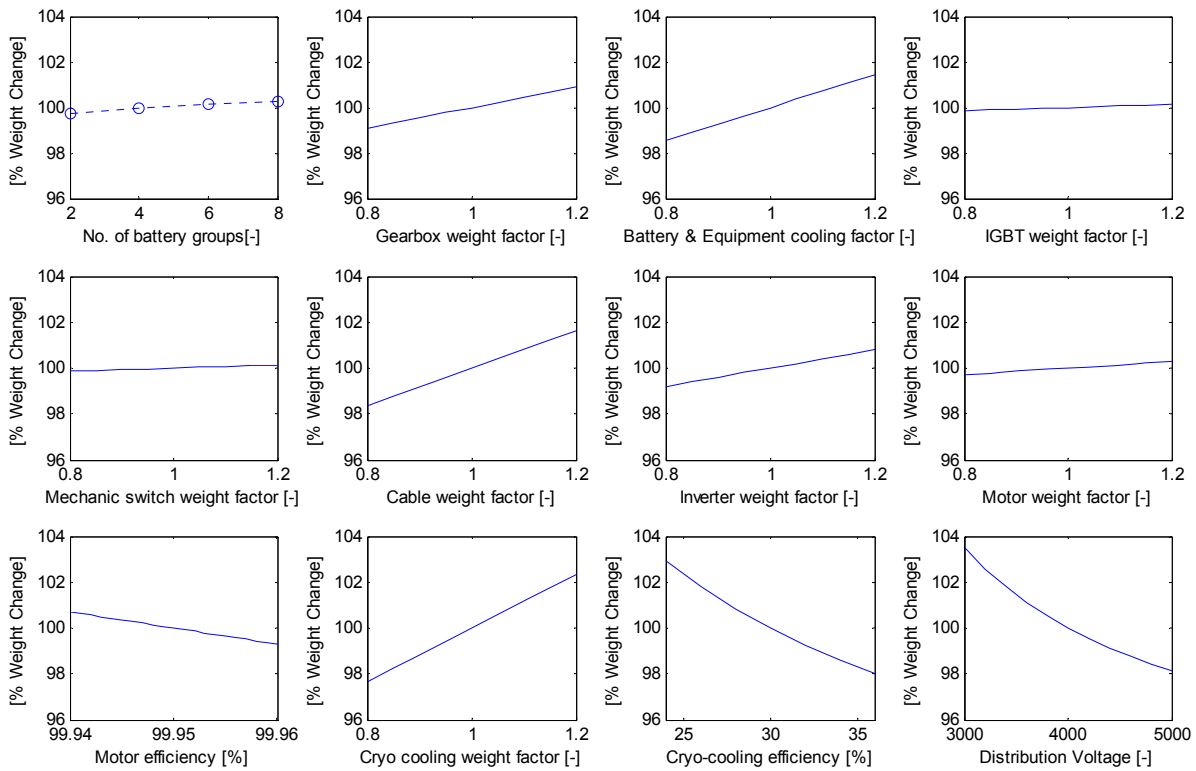 104
102
100
98
96
[% Weight Change]
2 4 6 8
No. of battery groups[-]
104
102
100
98
96
[% Weight Change]
0.8 1 1.2
Gearbox weight factor [-]
104
102
100
98
96
[% Weight Change]
0.8 1 1.2
Battery & Equipment cooling factor [-]
104
102
100
98
96
[% Weight Change]
0.8 1 1.2
IGBT weight factor [-]
104
102
100
98
96
[% Weight Change]
0.8 1 1.2
Mechanic switch weight factor [-]
104
102
100
98
96
[% Weight Change]
0.8 1 1.2
Cable weight factor [-]
104
102
100
98
96
[% Weight Change]
0.8 1 1.2
Inverter weight factor [-]
104
102
100
98
96
[% Weight Change]
0.8 1 1.2
Motor weight factor [-]
104
102
100
98
96
[% Weight Change]
99.94 99.95 99.96
Motor efficiency [%]
104
102
100
98
96
[% Weight Change]
0.8 1 1.2
Cryo cooling weight factor [-]
104
102
100
98
96
[% Weight Change]
25 30 35
Cryo-cooling efficiency [%]
104
102
100
98
96
[% Weight Change]
3000 4000 5000
Distribution Voltage [-]